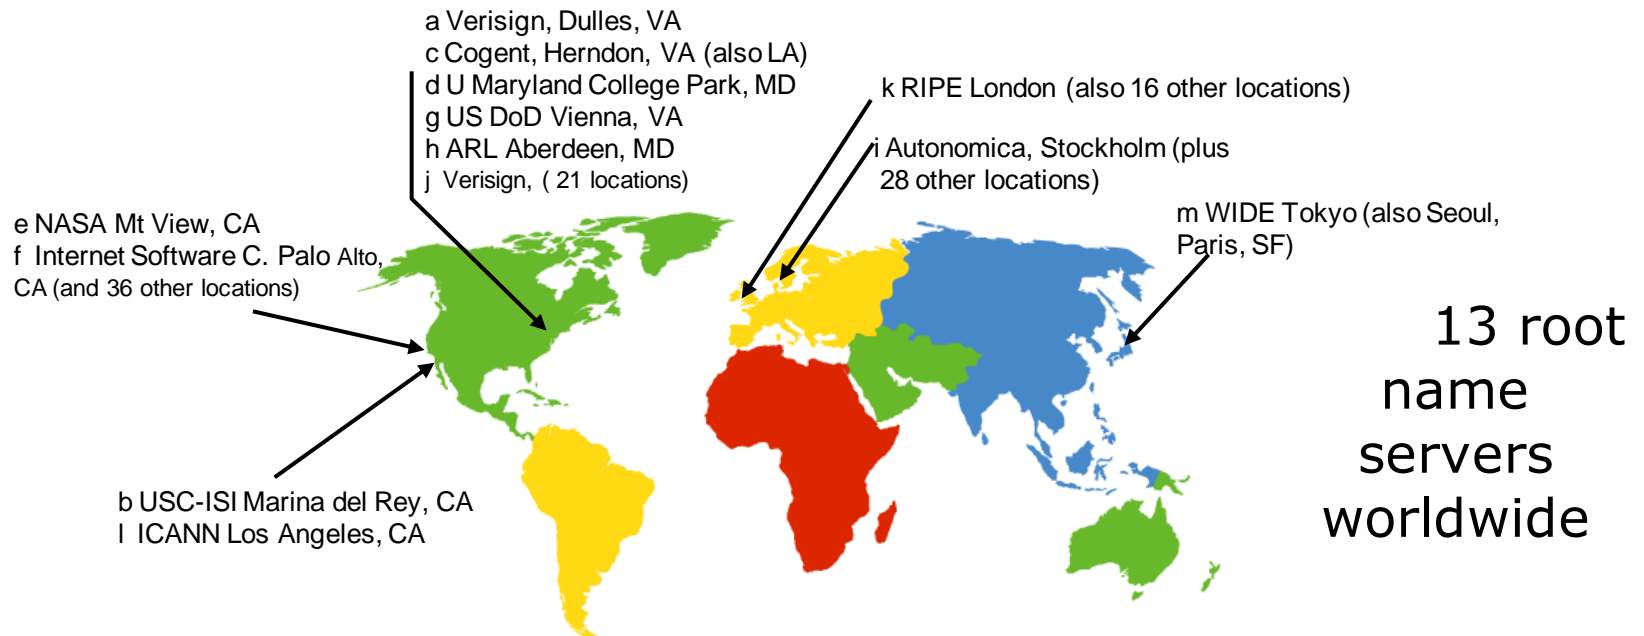 a Verisign, Dulles, VA
c Cogent, Herndon, VA (also LA)
d U Maryland College Park, MD
g US DoD Vienna, VA
h ARL Aberdeen, MD
j Verisign, ( 21 locations)
k RIPE London (also 16 other locations)
i Autonomica, Stockholm (plus
28 other locations)
m WIDE Tokyo (also Seoul,
Paris, SF)
e NASA Mt View, CA
f Internet Software C. Palo Alto,
CA (and 36 other locations)
13 root
name
servers
worldwide
b USC-ISI Marina del Rey, CA
l ICANN Los Angeles, CA